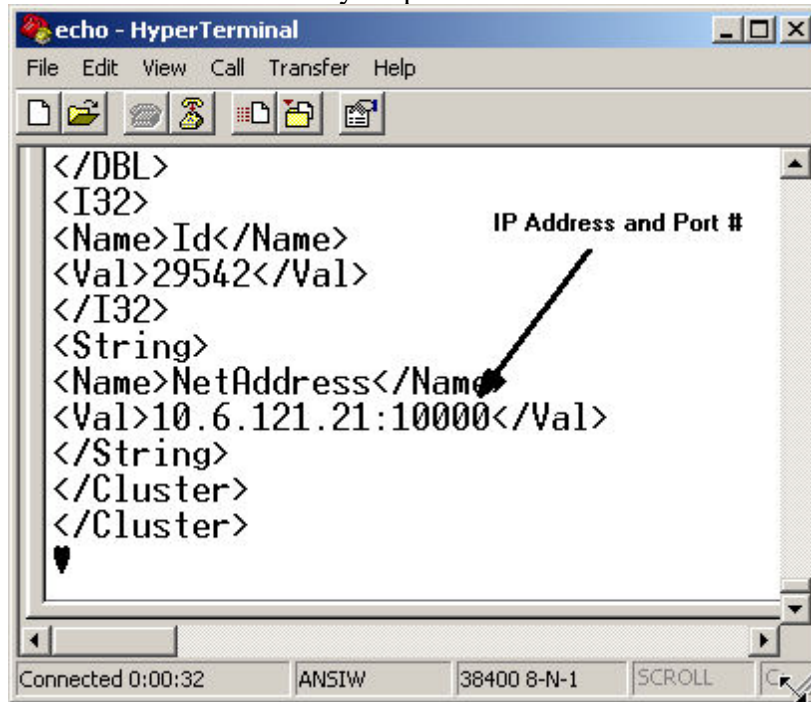 echo - HyperTerminal
File Edit View Call Transfer Help
</DBL>
<I32>
<Name>Id</Name>
IP Address and Port #
<Val>29542</Val>
</I32>
<String>
<Name>NetAddress</Name
<Val>10.6.121.21:10000</Val>
</String>
</Cluster>
</Cluster>
Connected 0:00:32 ANSIW 38400 8-N-1 SCROLL